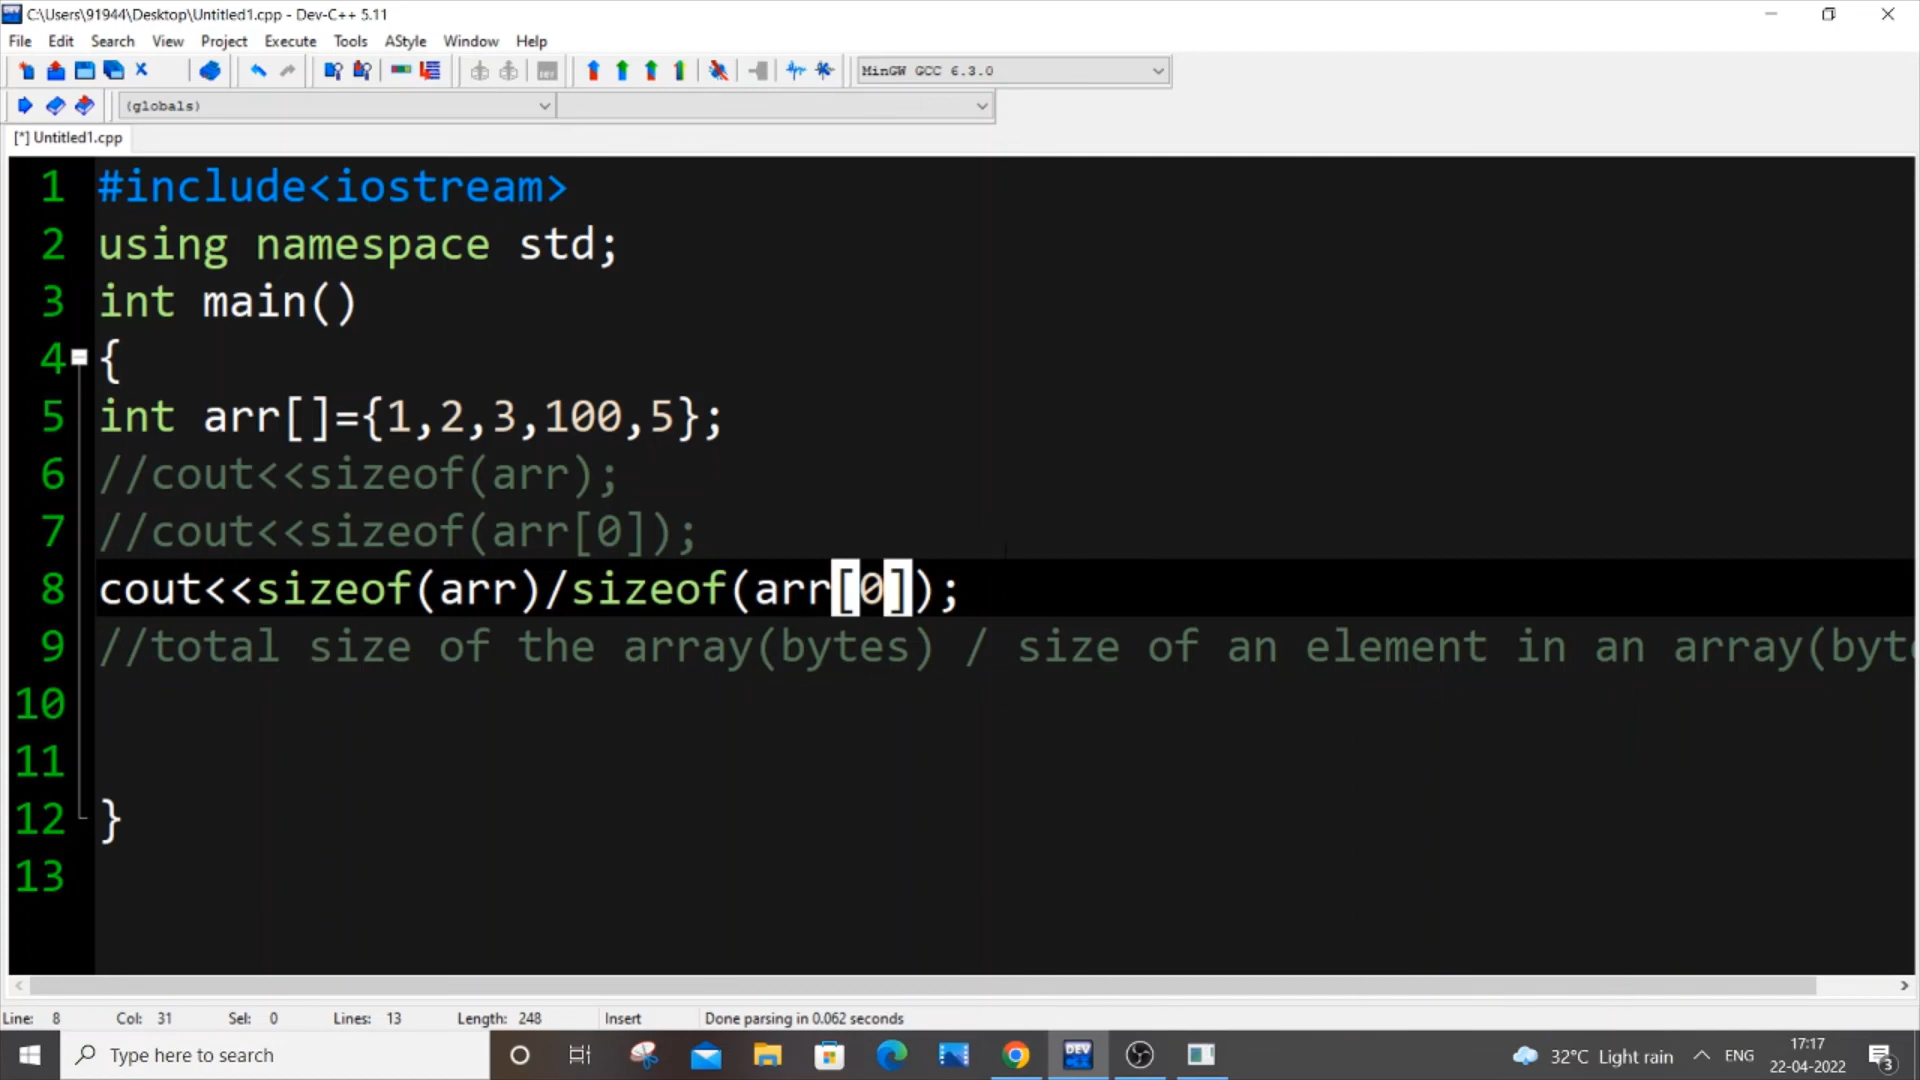 C:\Users\91944\Desktop\Untitled1.cpp - Dev-C++ 5.11
File Edit Search View Project Execute Tools AStyle Window Help
MinGW GCC 6.3.0
(globals)
[*] Untitled1.cpp
1 #include<iostream>
2 using namespace std;
3 int main()
4 {
5 int arr[]={1,2,3,100,5};
6 //cout<<sizeof(arr);
7 //cout<<sizeof(arr[0]);
8 cout<<sizeof(arr)/sizeof(arr[0]);
9 //total size of the array(bytes) / size of an element in an array(byt
10
11
12 }
13
Line: 8 Col: 31 Sel: 0 Lines: 13 Length: 248 Insert Done parsing in 0.062 seconds
Type here to search
DEV
32°C Light rain
ENG
17:17
22-04-2022
3